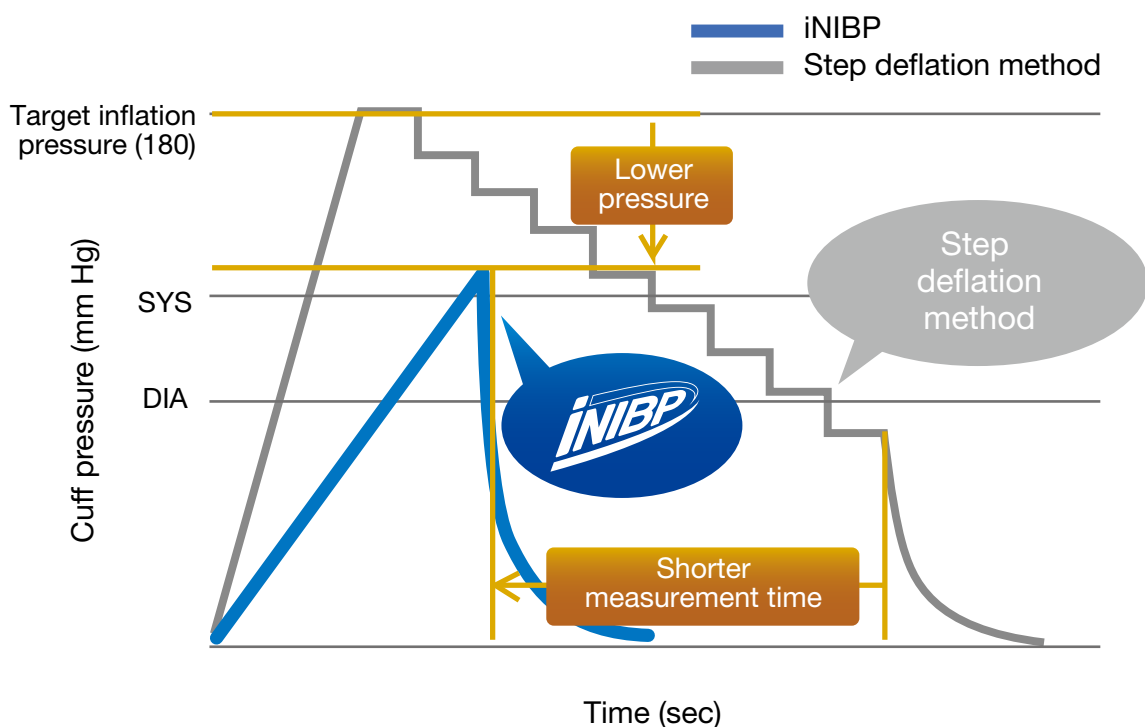 iNIBP
Step deflation method
Target inflation
pressure (180)
Lower
pressure
Step
deflation
method
SYS
DIA
iNIBP
Shorter
measurement time
Cuff pressure (mm Hg)
Time (sec)